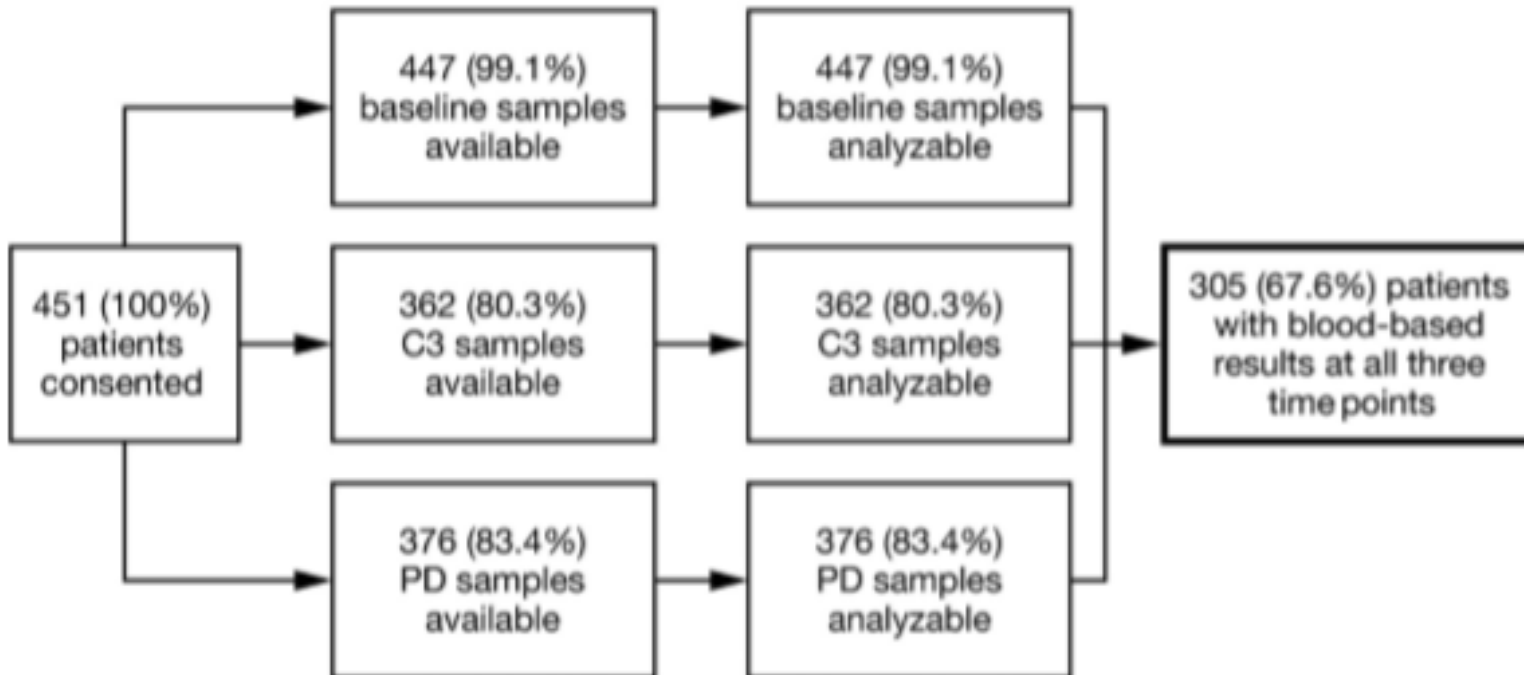 447 (99.1%)
baseline samples
available
447 (99.1%)
baseline samples
analyzable
451 (100%)
patients
consented
362 (80.3%)
C3 samples
available
362 (80.3%)
C3 samples
analyzable
305 (67.6%) patients
with blood-based
results at all three
time points
376 (83.4%)
PD samples
available
376 (83.4%)
PD samples
analyzable